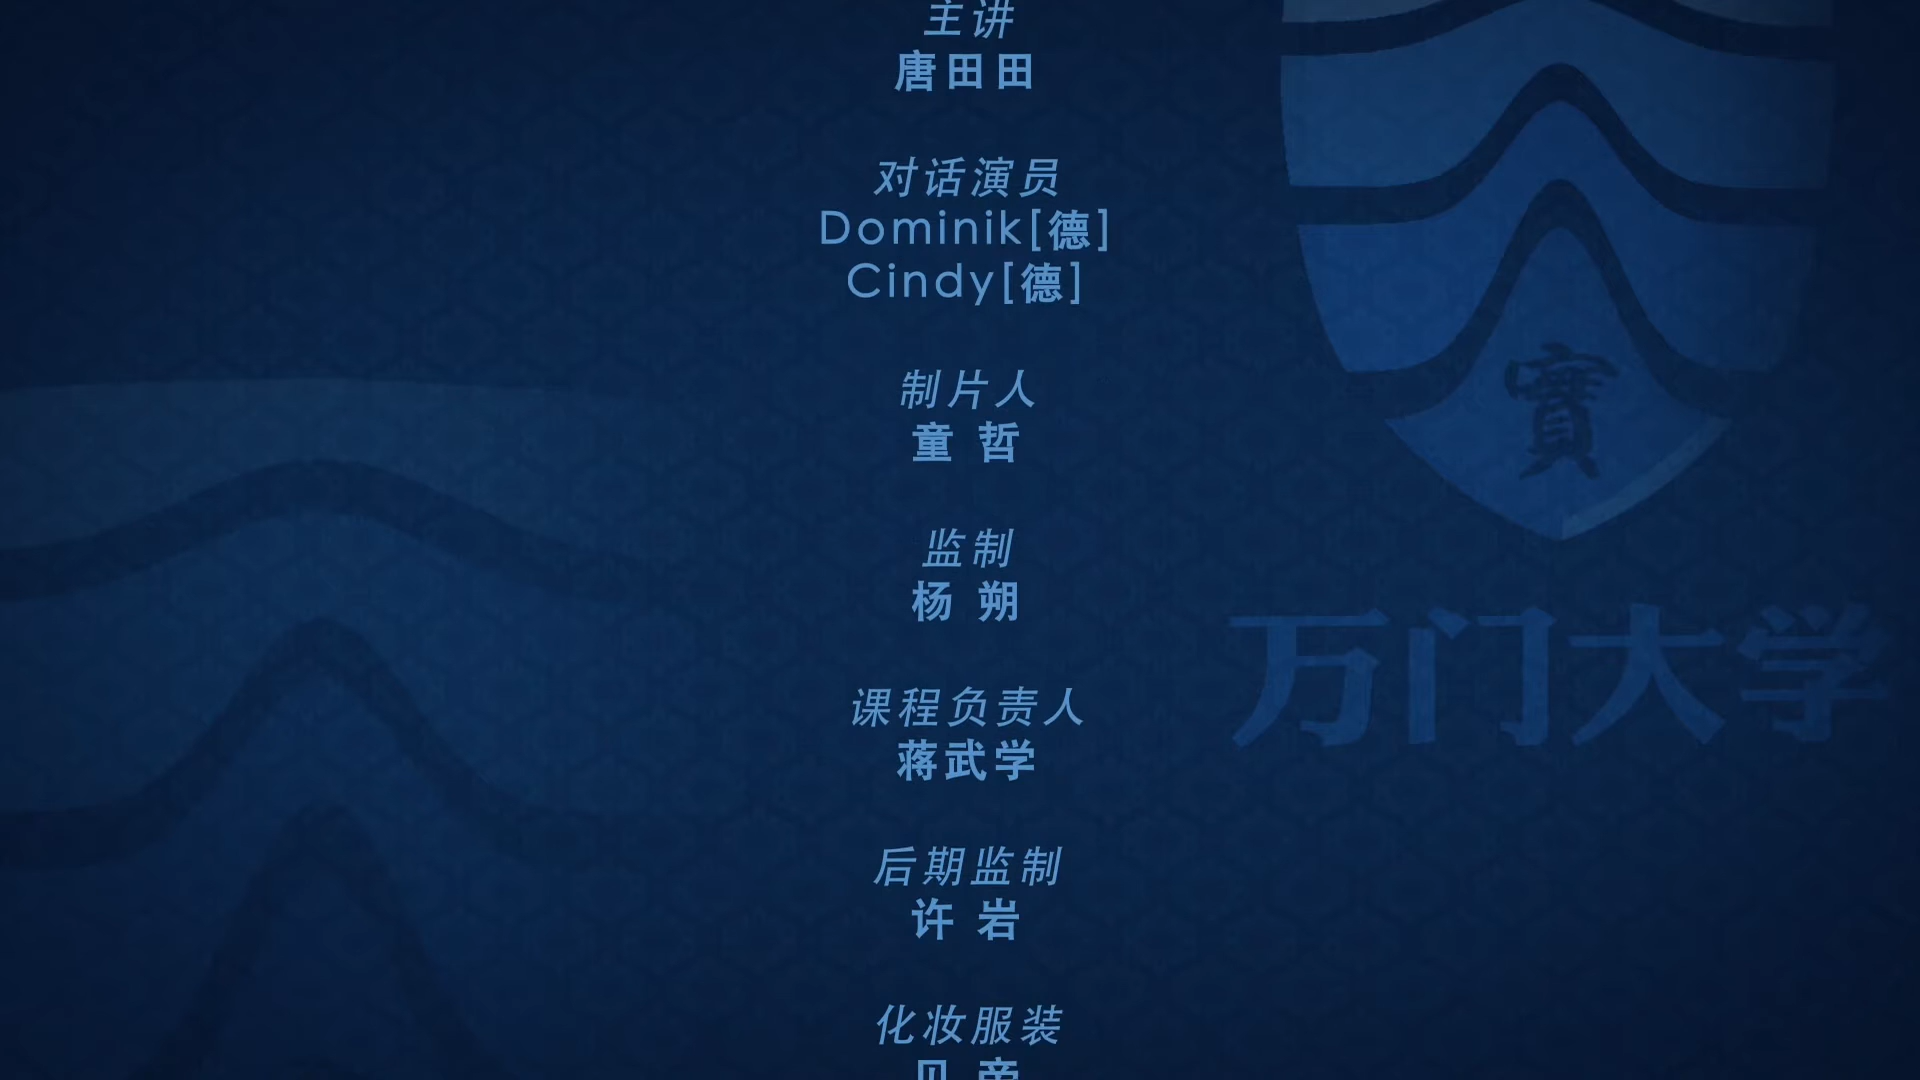 主讲
唐田田
对话演员
Dominik[德]
Cindy[德]
制片人
童 哲
监制
杨 朔
课程负责人
蒋武学
后期监制
许 岩
化妆服装
實
万门大学